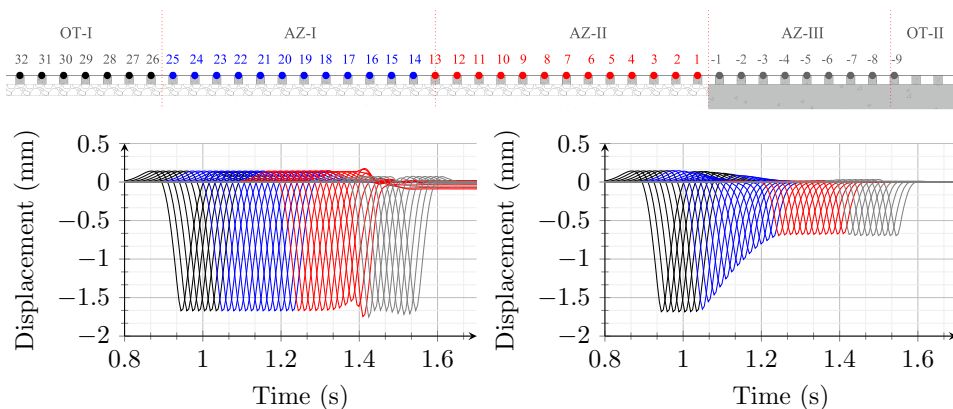 OT-I AZ-I AZ-II AZ-III OT-II
32 31 30 29 28 27 26 25 24 23 22 21 20 19 18 17 16 15 14 13 12 11 10 9 8 7 6 5 4 3 2 1 -1 -2 -3 -4 -5 -6 -7 -8 -9
0.5 0.5
0 0
−0.5 −0.5
−1 −1
−1.5 −1.5
−2 −2
Displacement (mm) Displacement (mm)
0.8 1 1.2 1.4 1.6 0.8 1 1.2 1.4 1.6
Time (s) Time (s)